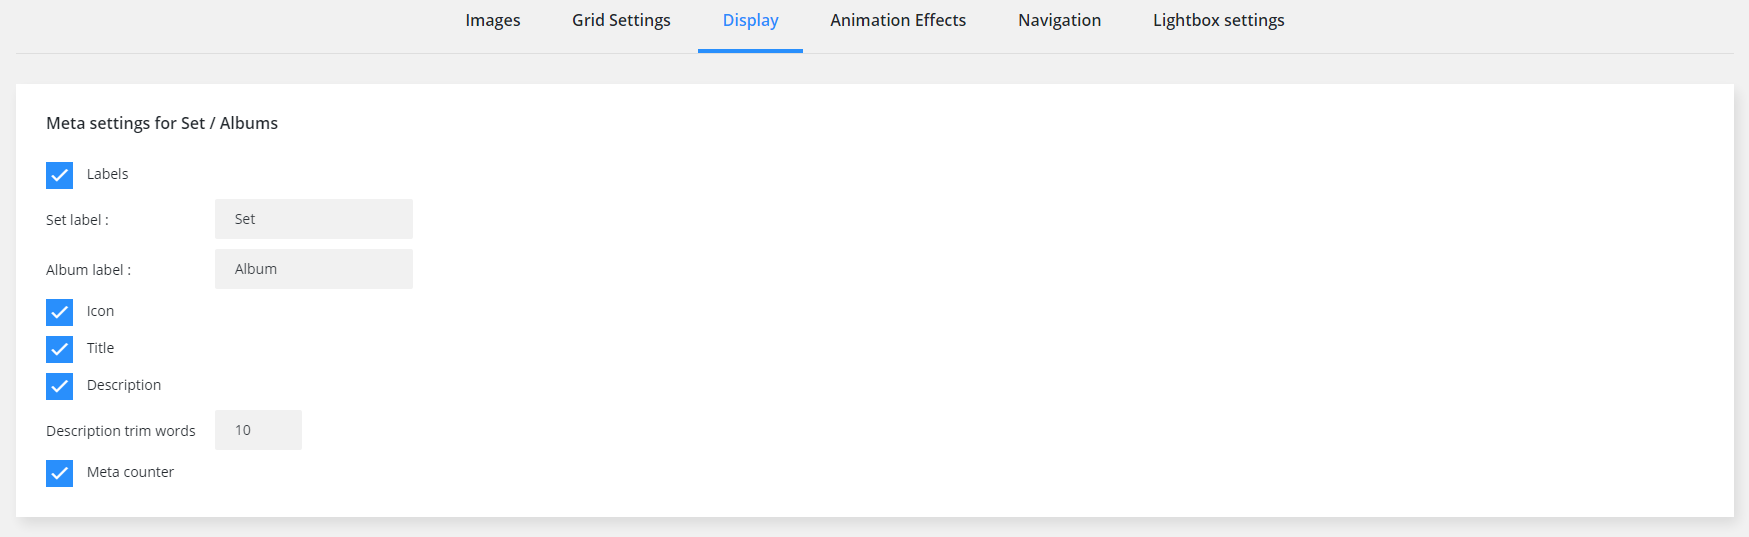 Images Grid Settings Display Animation Effects Navigation Lightbox settings
Meta settings for Set / Albums
Labels
Set label : Set
Album label : Album
Icon
Title
Description
Description trim words 10
Meta counter